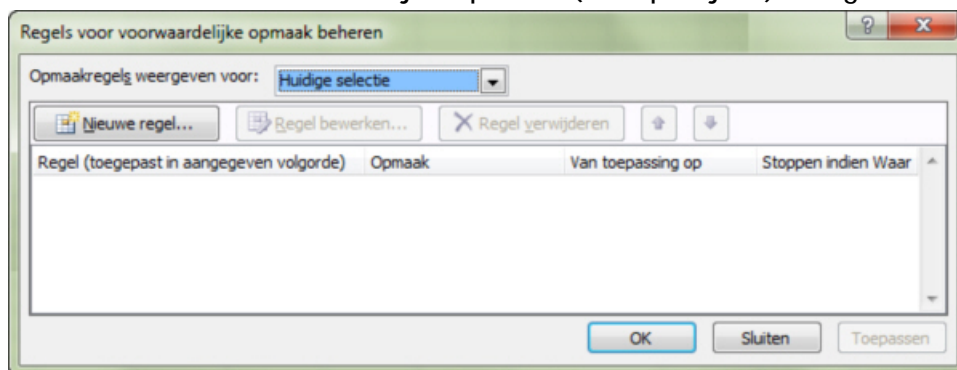 Regels voor voorwaardelijke opmaak beheren
Opmaakregels weergeven voor: Huidige selectie
Nieuwe regel... Regel bewerken... Regel verwijderen
Regel (toegepast in aangegeven volgorde) Opmaak Van toepassing op Stoppen indien Waar
OK Sluiten Toepassen